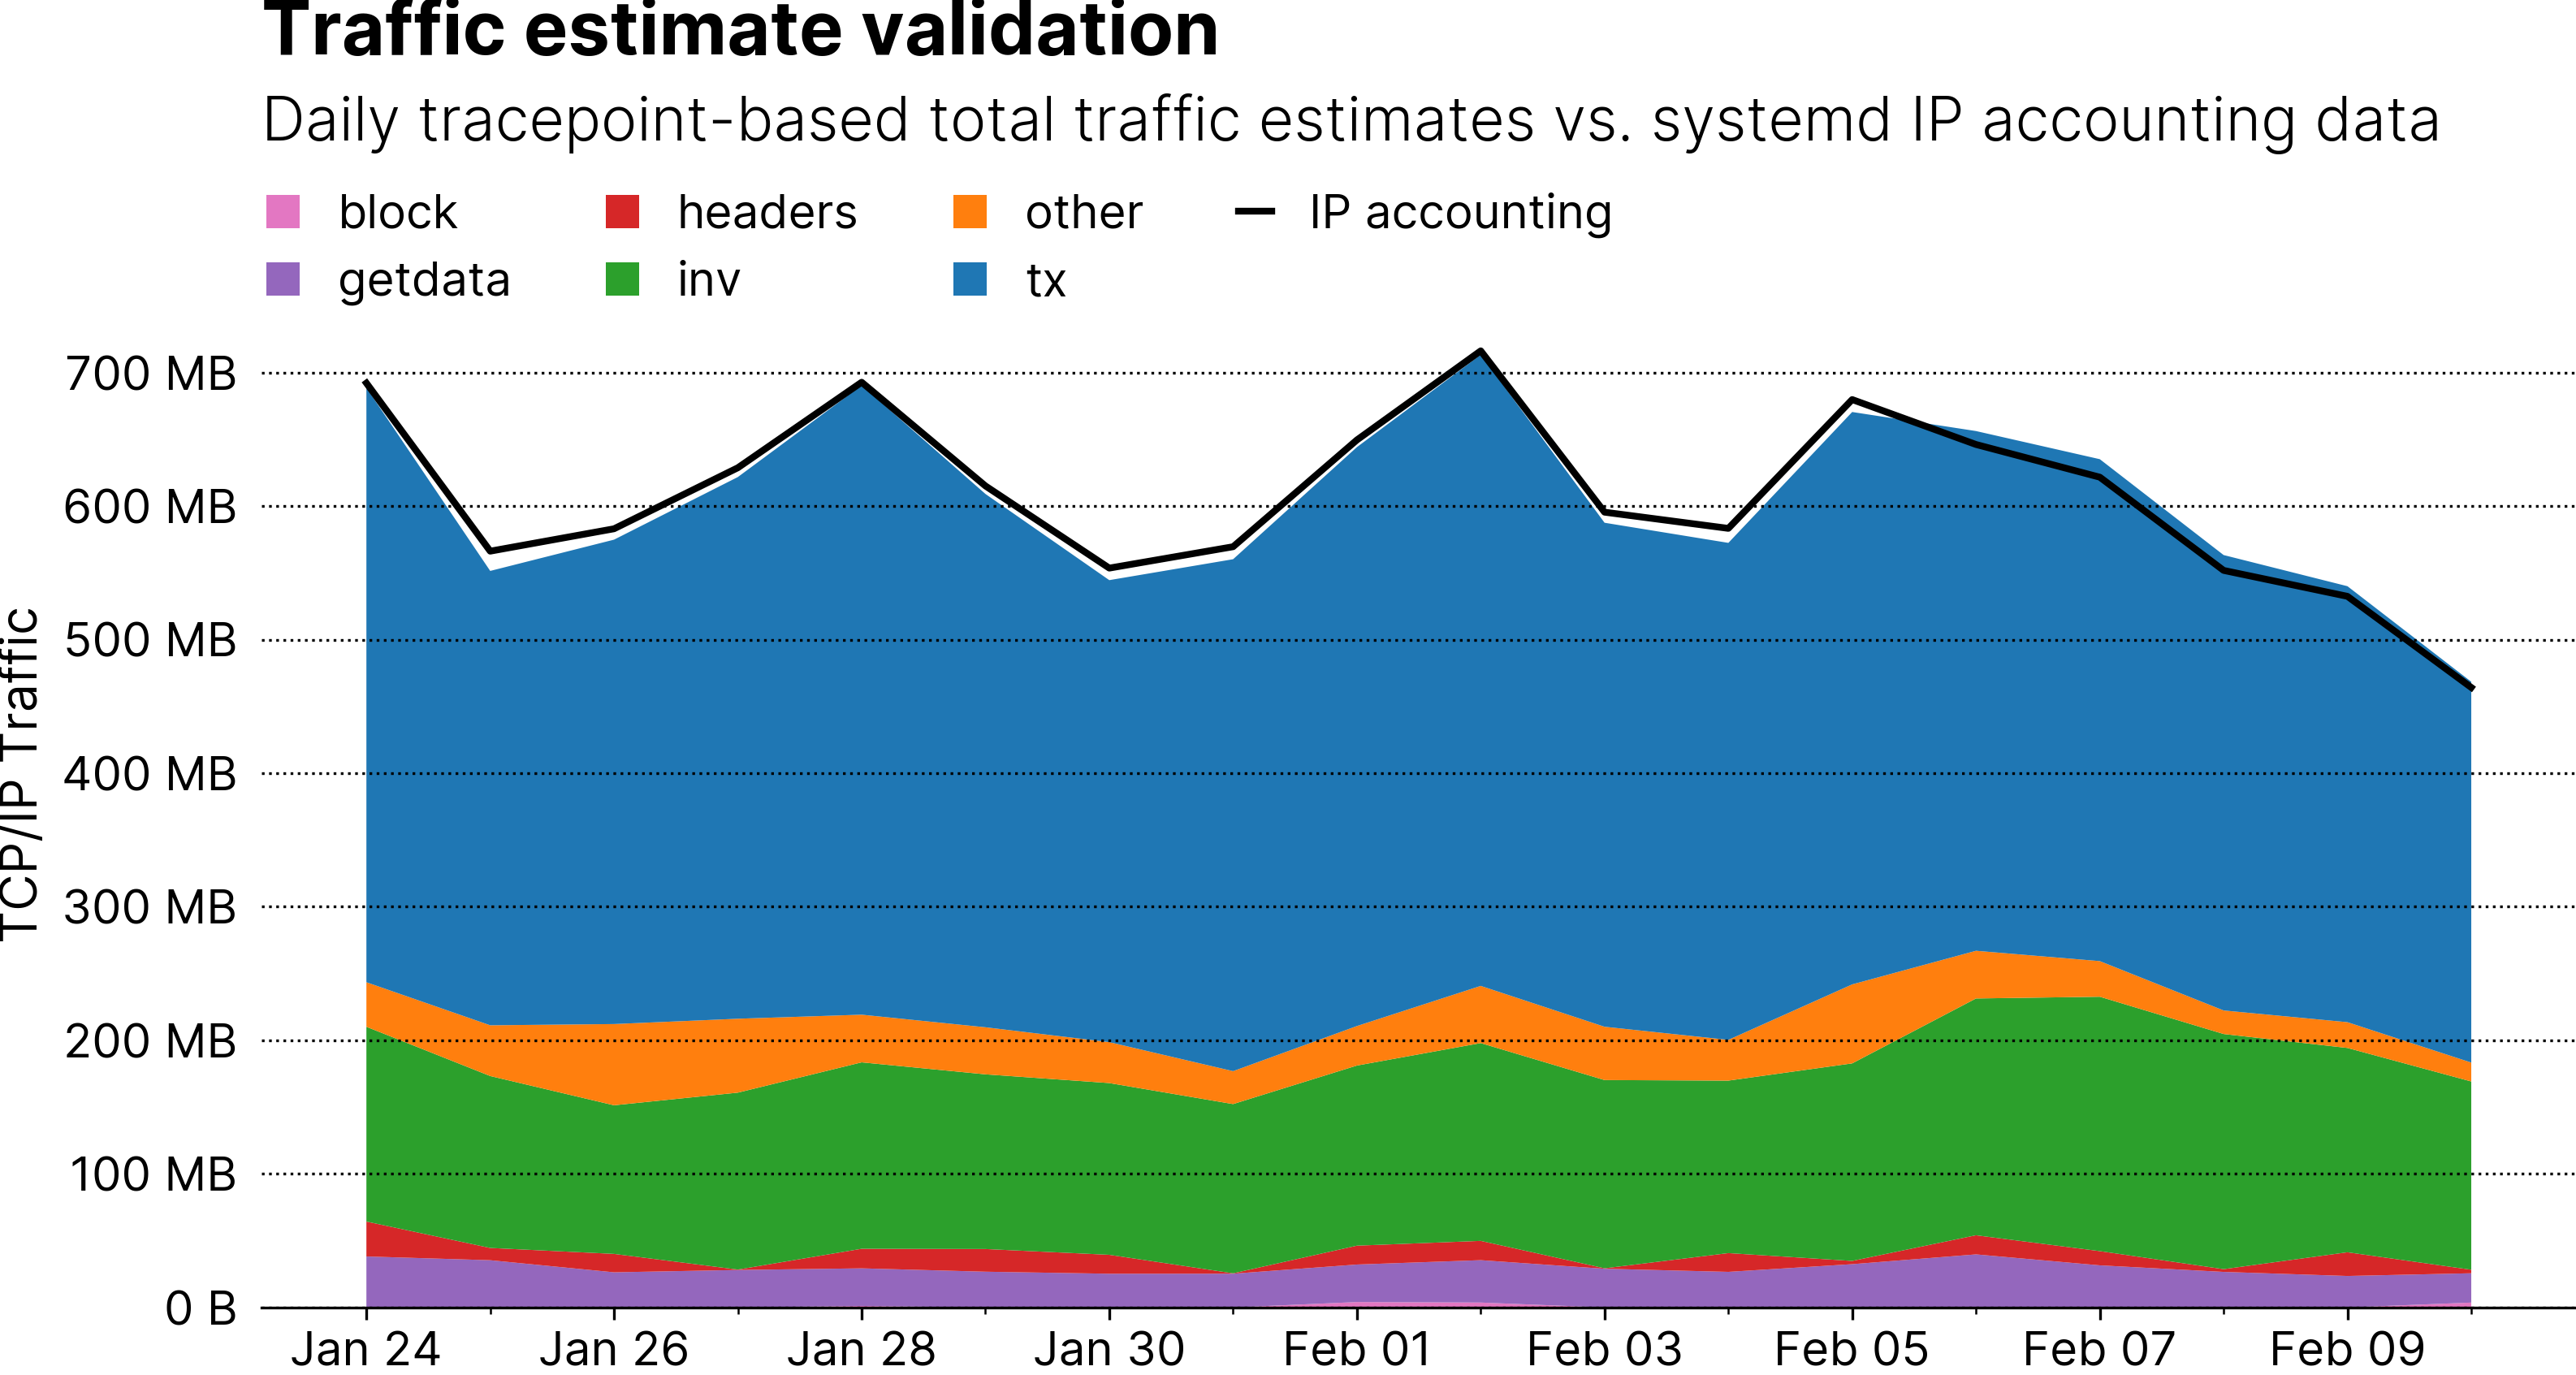 Traffic estimate validation
Daily tracepoint-based total traffic estimates vs. systemd IP accounting data
block headers other IP accounting
getdata inv tx
700 MB
600 MB
500 MB
400 MB
300 MB
200 MB
100 MB
0 B
TCP/IP Traffic
Jan 24 Jan 26 Jan 28 Jan 30 Feb 01 Feb 03 Feb 05 Feb 07 Feb 09